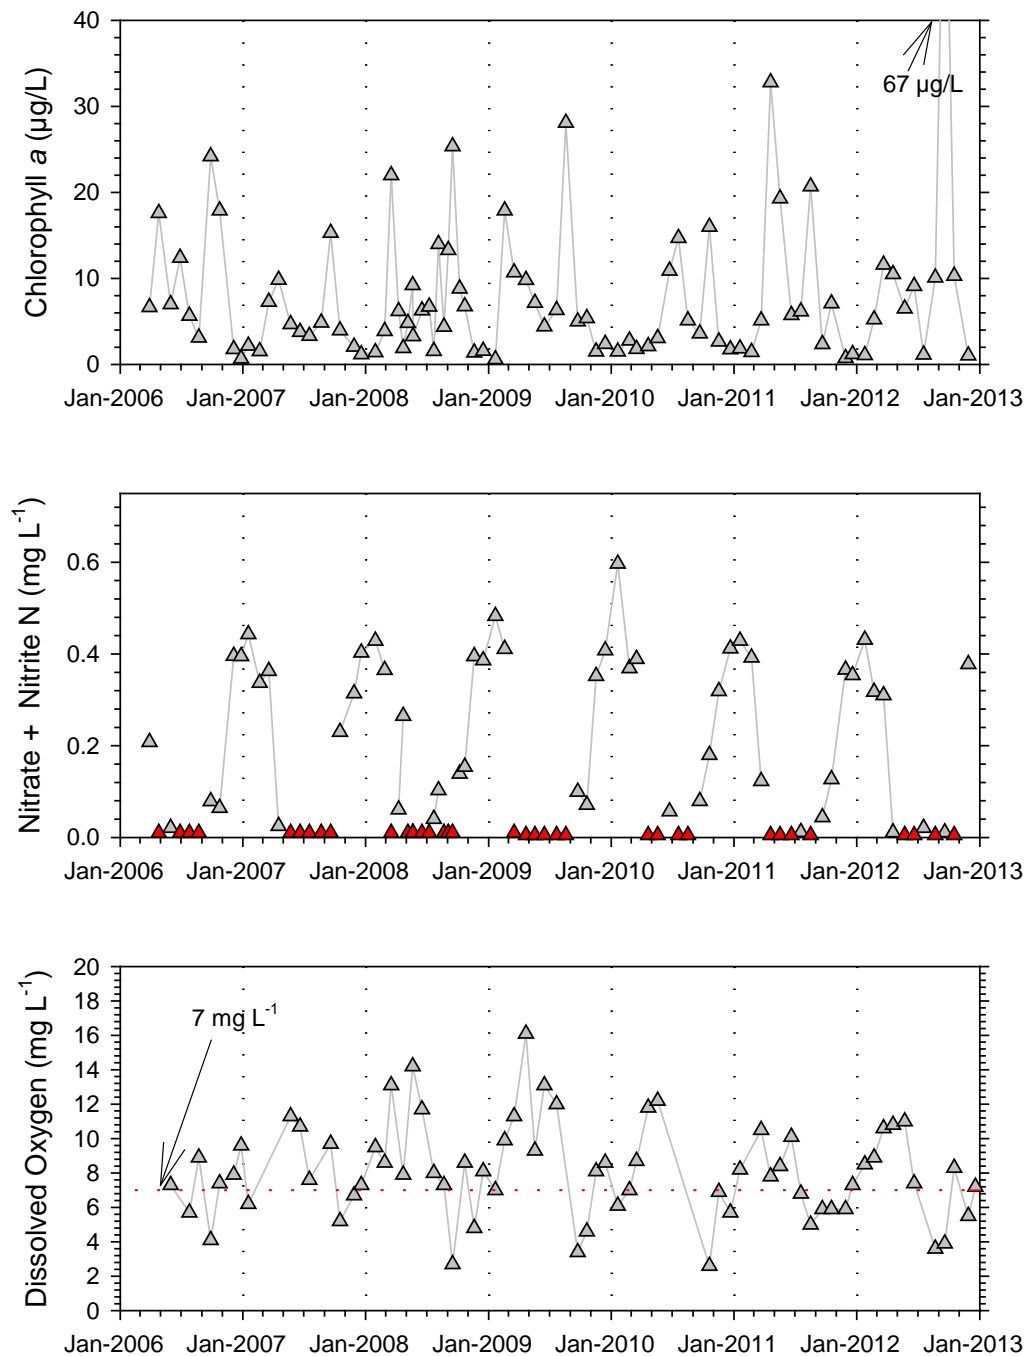 Chlorophyll a (µg/L)
40
30
20
10
0
67 µg/L
Jan-2006 Jan-2007 Jan-2008 Jan-2009 Jan-2010 Jan-2011 Jan-2012 Jan-2013
Nitrate + Nitrite N (mg L-1)
0.6
0.4
0.2
0.0
Jan-2006 Jan-2007 Jan-2008 Jan-2009 Jan-2010 Jan-2011 Jan-2012 Jan-2013
Dissolved Oxygen (mg L-1)
20
18
16
14
12
10
8
6
4
2
0
7 mg L-1
Jan-2006 Jan-2007 Jan-2008 Jan-2009 Jan-2010 Jan-2011 Jan-2012 Jan-2013